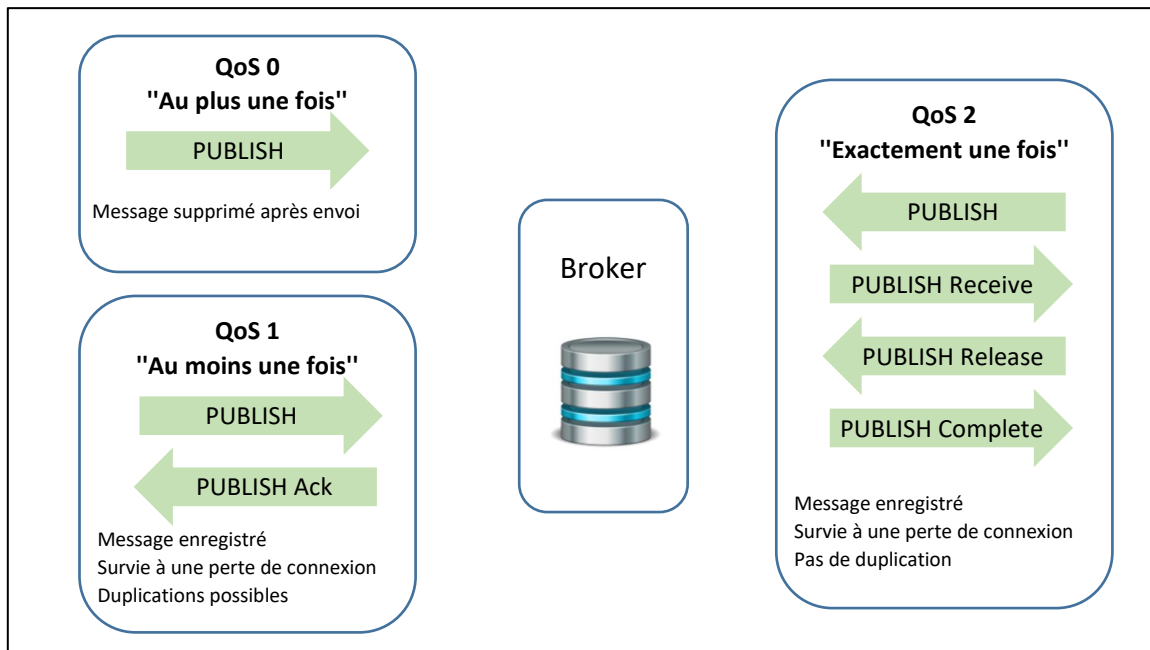 QoS 0
"Au plus une fois"
PUBLISH
Message supprimé après envoi
QoS 1
"Au moins une fois"
PUBLISH
PUBLISH Ack
Message enregistré
Survie à une perte de connexion
Duplications possibles
Broker
QoS 2
"Exactement une fois"
PUBLISH
PUBLISH Receive
PUBLISH Release
PUBLISH Complete
Message enregistré
Survie à une perte de connexion
Pas de duplication